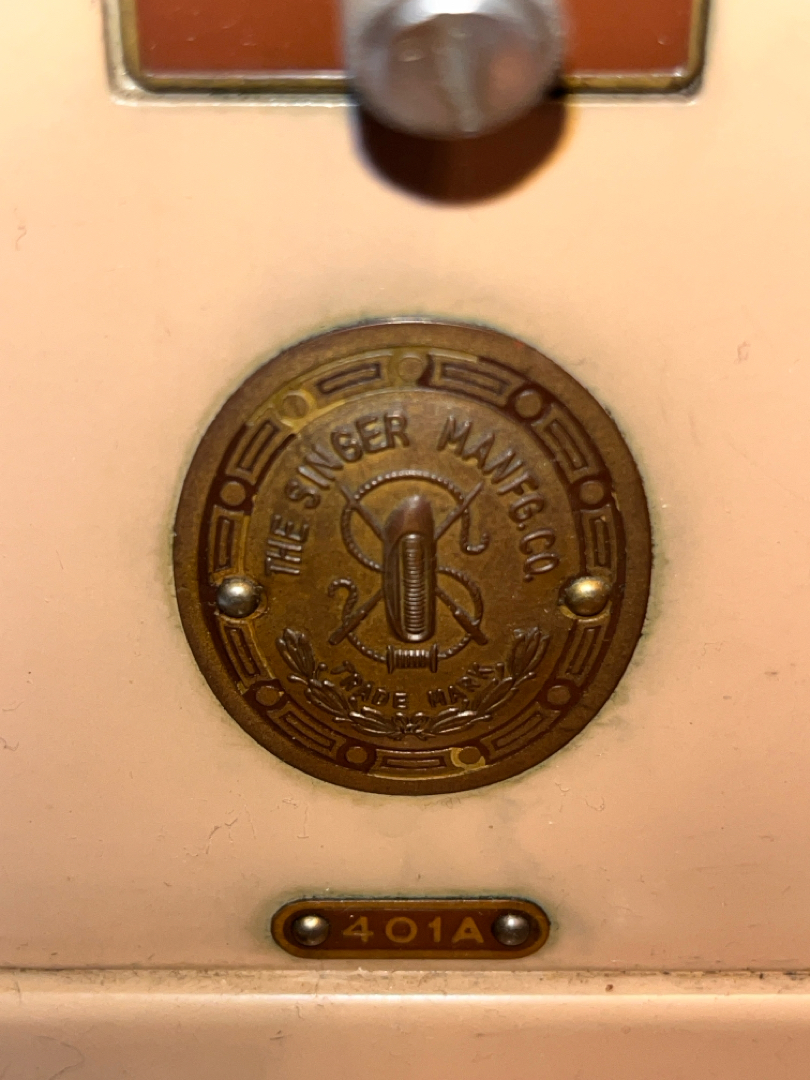 THE SINGER MANFG. CO.
TRADE MARK
401A